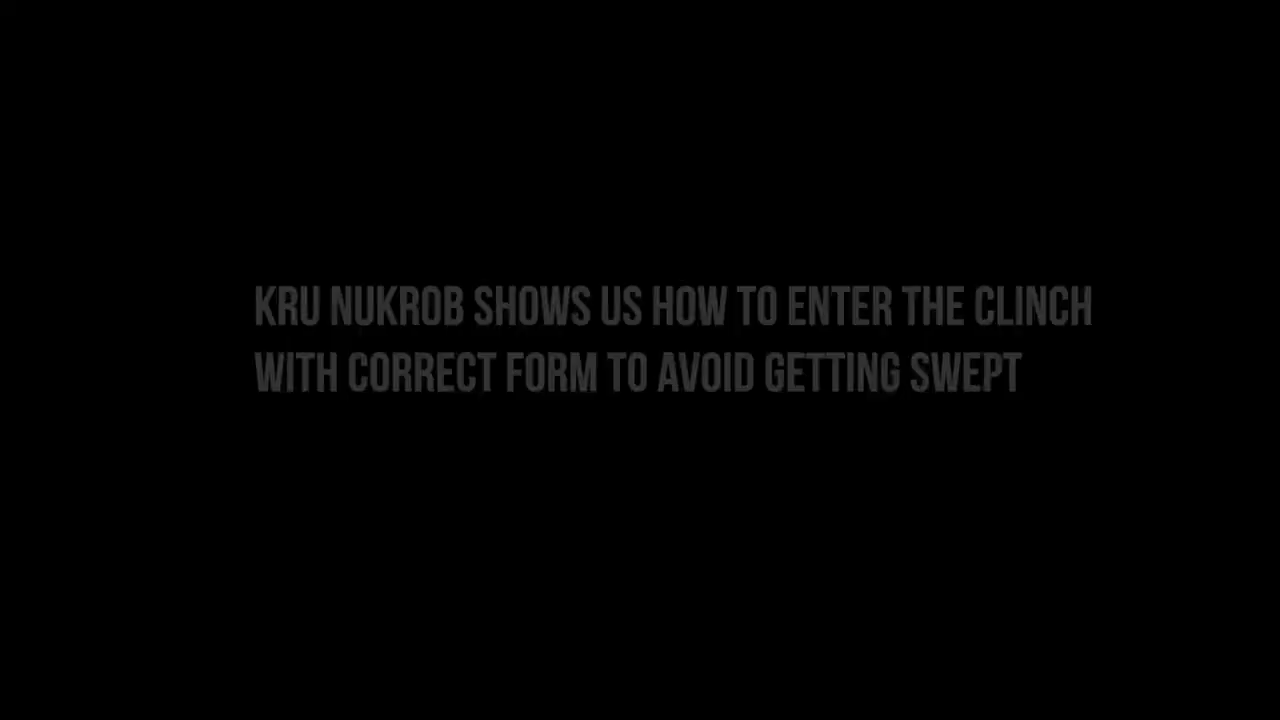 KRU NUKROB SHOWS US HOW TO ENTER THE CLINCH
WITH CORRECT FORM TO AVOID GETTING SWEPT